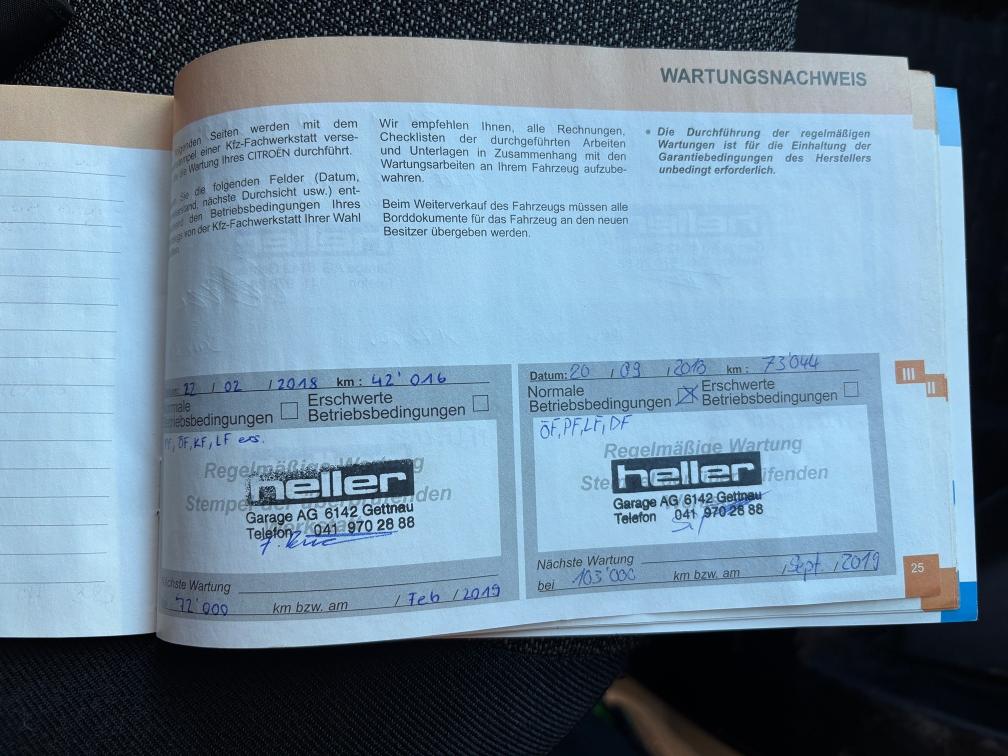 WARTUNGSNACHWEIS
Seiten werden mit dem
einer Kfz-Fachwerkstatt verse-
die Wartung Ihres CITROËN durchführt.
die folgenden Felder (Datum,
nächste Durchsicht usw.) ent-
den Betriebsbedingungen Ihres
von der Kfz-Fachwerkstatt Ihrer Wahl
Wir empfehlen Ihnen, alle Rechnungen,
Checklisten der durchgeführten Arbeiten
und Unterlagen in Zusammenhang mit den
Wartungsarbeiten an Ihrem Fahrzeug aufzube-
wahren.
Beim Weiterverkauf des Fahrzeugs müssen alle
Borddokumente für das Fahrzeug an den neuen
Besitzer übergeben werden.
• Die Durchführung der regelmäßigen
Wartungen ist für die Einhaltung der
Garantiebedingungen des Herstellers
unbedingt erforderlich.
22 / 02 / 2018 km : 42'016
Normale
Betriebsbedingungen
Erschwerte
Betriebsbedingungen
PF, ÖF, KF, LF ers.
Regelmäßige Wartung
heller
Garage AG 6142 Gettnau
Telefon 041 970 28 88
Nächste Wartung
72'000 km bzw. am / Feb / 2019
Datum: 20 / 09 / 2018 km : 73'044
Normale
Betriebsbedingungen
Erschwerte
Betriebsbedingungen
ÖF, PF, LF, DF
Regelmäßige Wartung
heller
Garage AG 6142 Gettnau
Telefon 041 970 28 88
Nächste Wartung
bei 103'000 km bzw. am / Sept / 2019
III
II
25